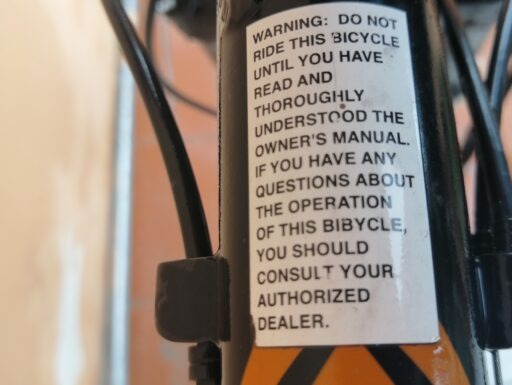 WARNING: DO NOT
RIDE THIS BICYCLE
UNTIL YOU HAVE
READ AND
THOROUGHLY
UNDERSTOOD THE
OWNER'S MANUAL.
IF YOU HAVE ANY
QUESTIONS ABOUT
THE OPERATION
OF THIS BIBYCLE,
YOU SHOULD
CONSULT YOUR
AUTHORIZED
DEALER.